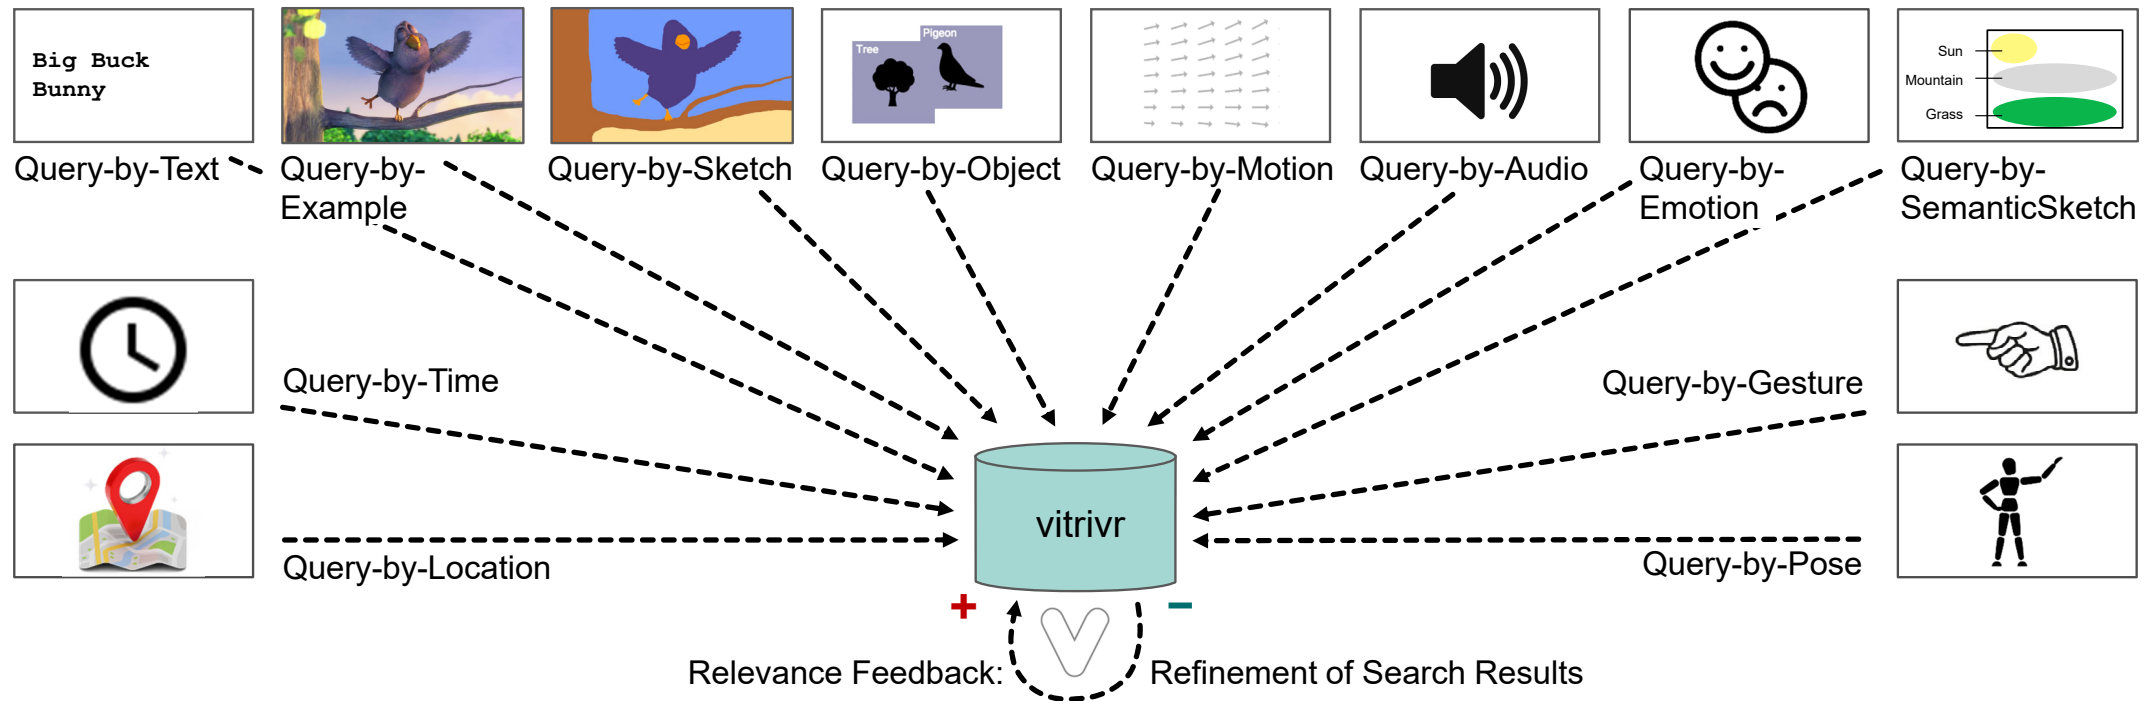 Big Buck
Bunny
Tree
Pigeon
Sun
Mountain
Grass
Query-by-Text
Query-by-
Example
Query-by-Sketch
Query-by-Object
Query-by-Motion
Query-by-Audio
Query-by-
Emotion
Query-by-
SemanticSketch
Query-by-Time
Query-by-Gesture
vitrivr
Query-by-Location
Query-by-Pose
+
−
Relevance Feedback:
Refinement of Search Results